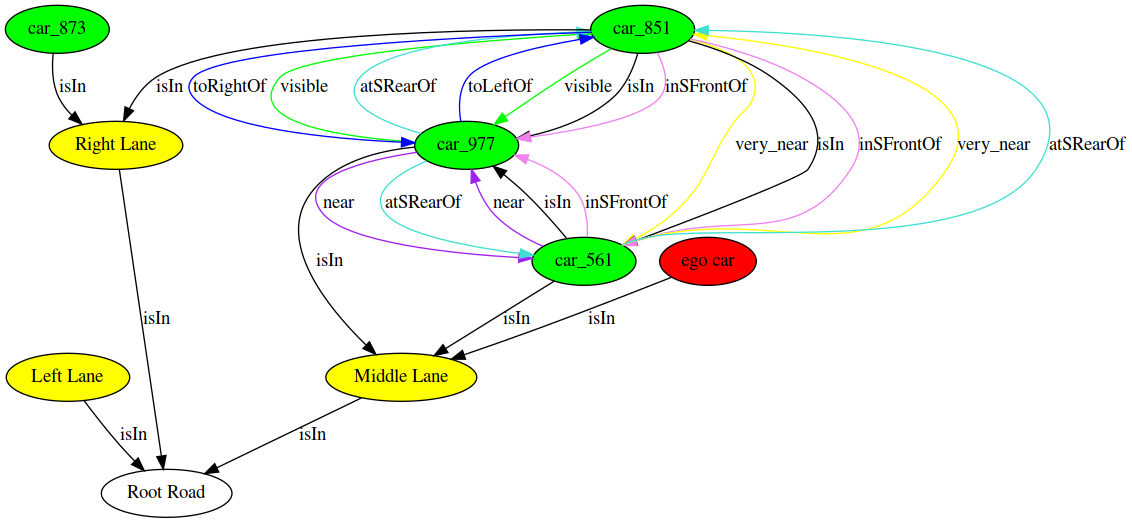 car_873
car_851
isIn
isIn
toRightOf
visible
atSRearOf
toLeftOf
visible
isIn
inSFrontOf
Right Lane
car_977
very_near
isIn
inSFrontOf
very_near
atSRearOf
near
atSRearOf
near
isIn
inSFrontOf
isIn
car_561
ego car
isIn
isIn
isIn
Left Lane
Middle Lane
isIn
isIn
Root Road